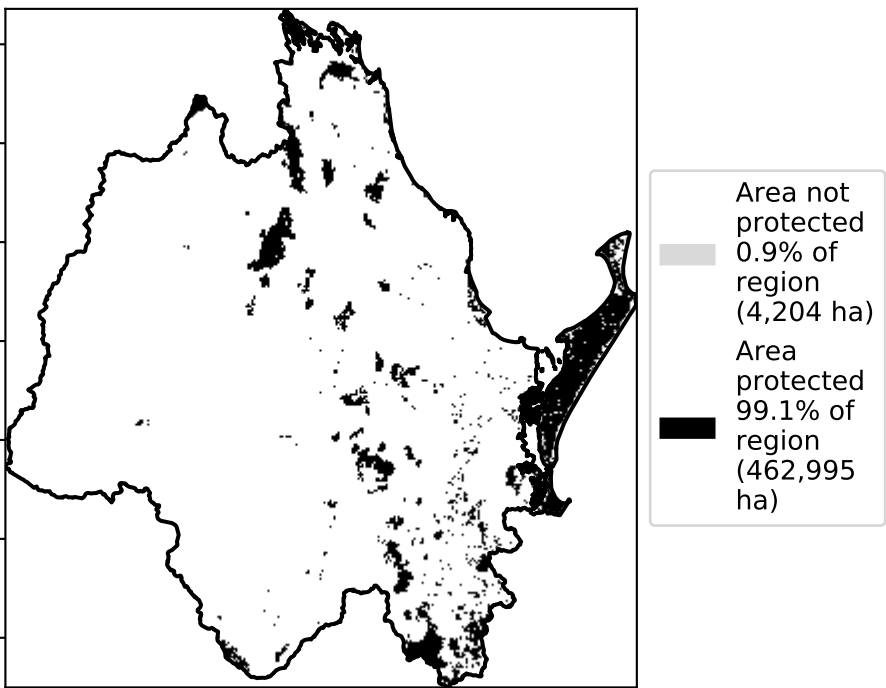 Area not
protected
0.9% of
region
(4,204 ha)
Area
protected
99.1% of
region
(462,995
ha)